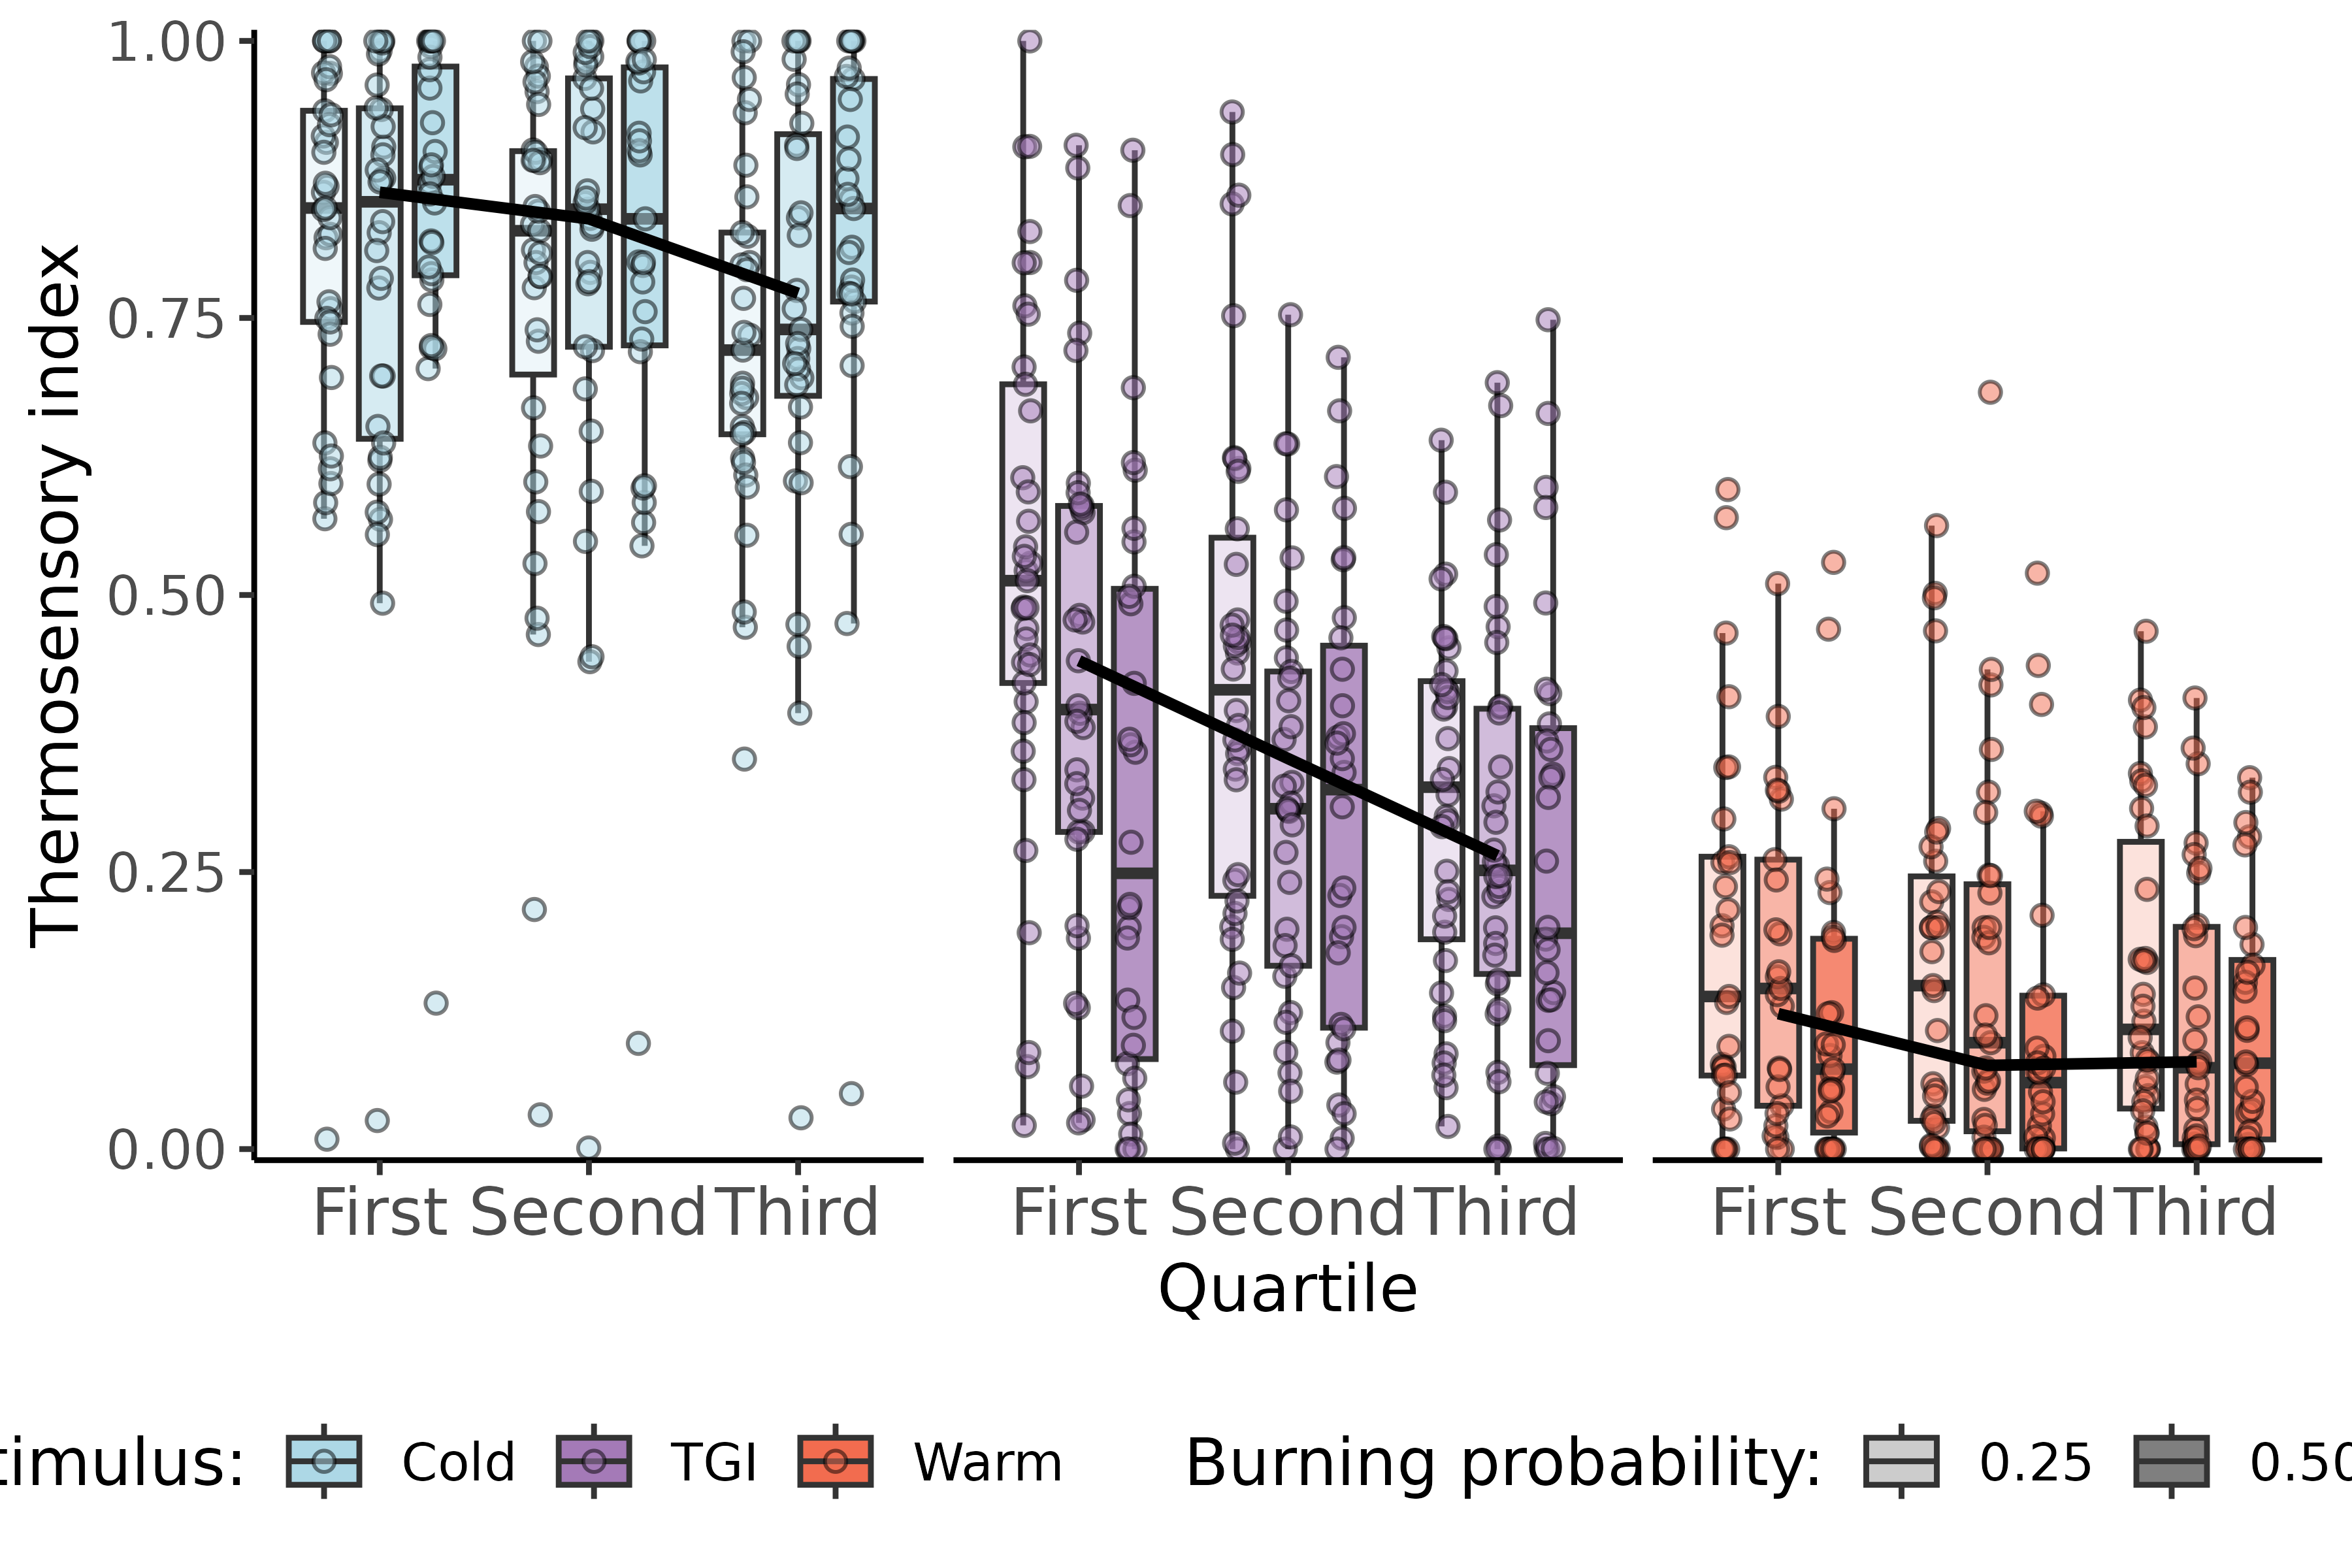 Thermosensory index
1.00
0.75
0.50
0.25
0.00
First Second Third First Second Third First Second Third
Quartile
timulus: Cold TGI Warm Burning probability: 0.25 0.50